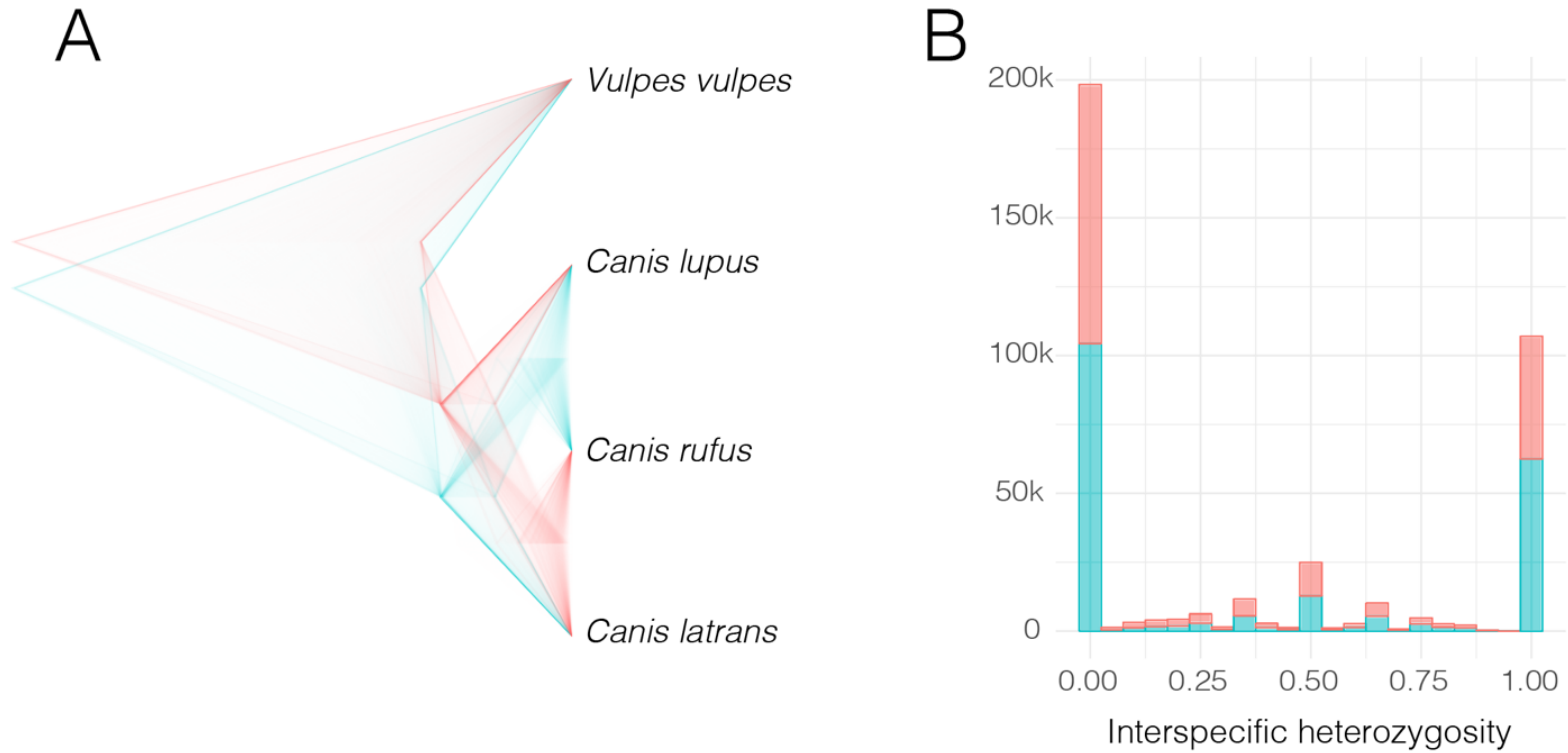 A
Vulpes vulpes
Canis lupus
Canis rufus
Canis latrans
B
200k
150k
100k
50k
0
0.00 0.25 0.50 0.75 1.00
Interspecific heterozygosity